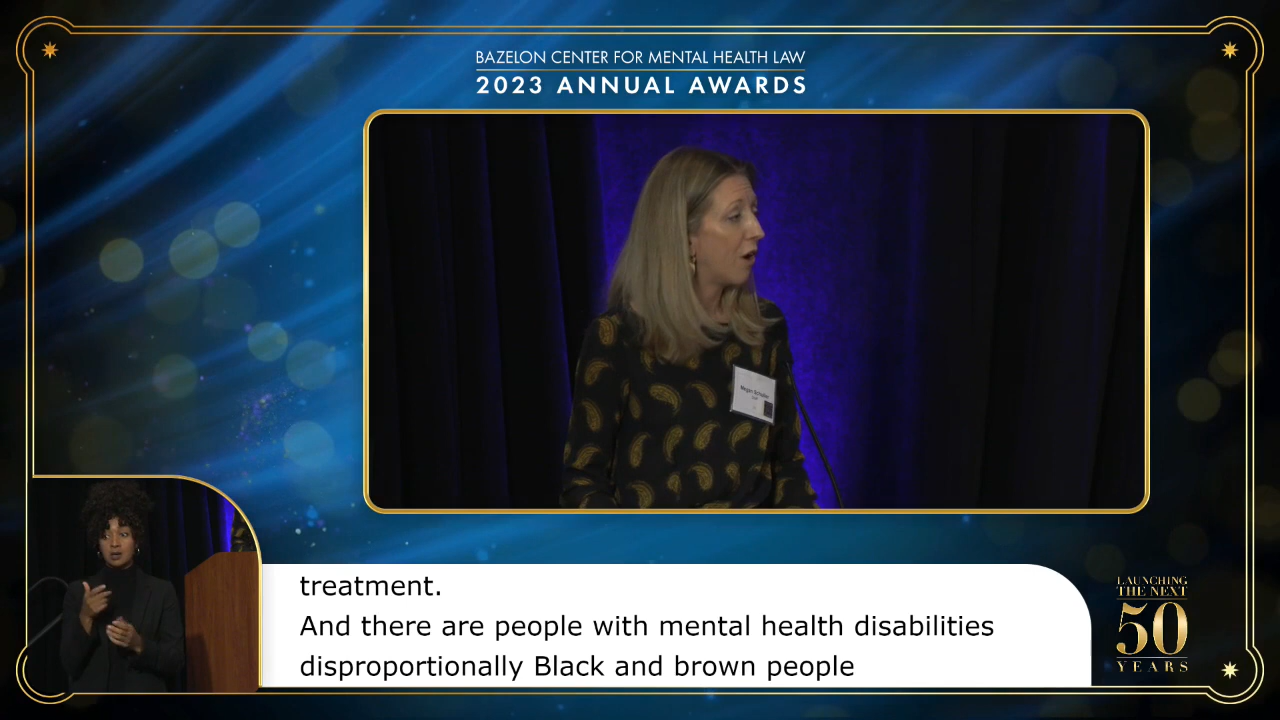 BAZELON CENTER FOR MENTAL HEALTH LAW
2023 ANNUAL AWARDS
Megan
treatment.
And there are people with mental health disabilities
disproportionally Black and brown people
LAUNCHING
THE NEXT
50
YEARS